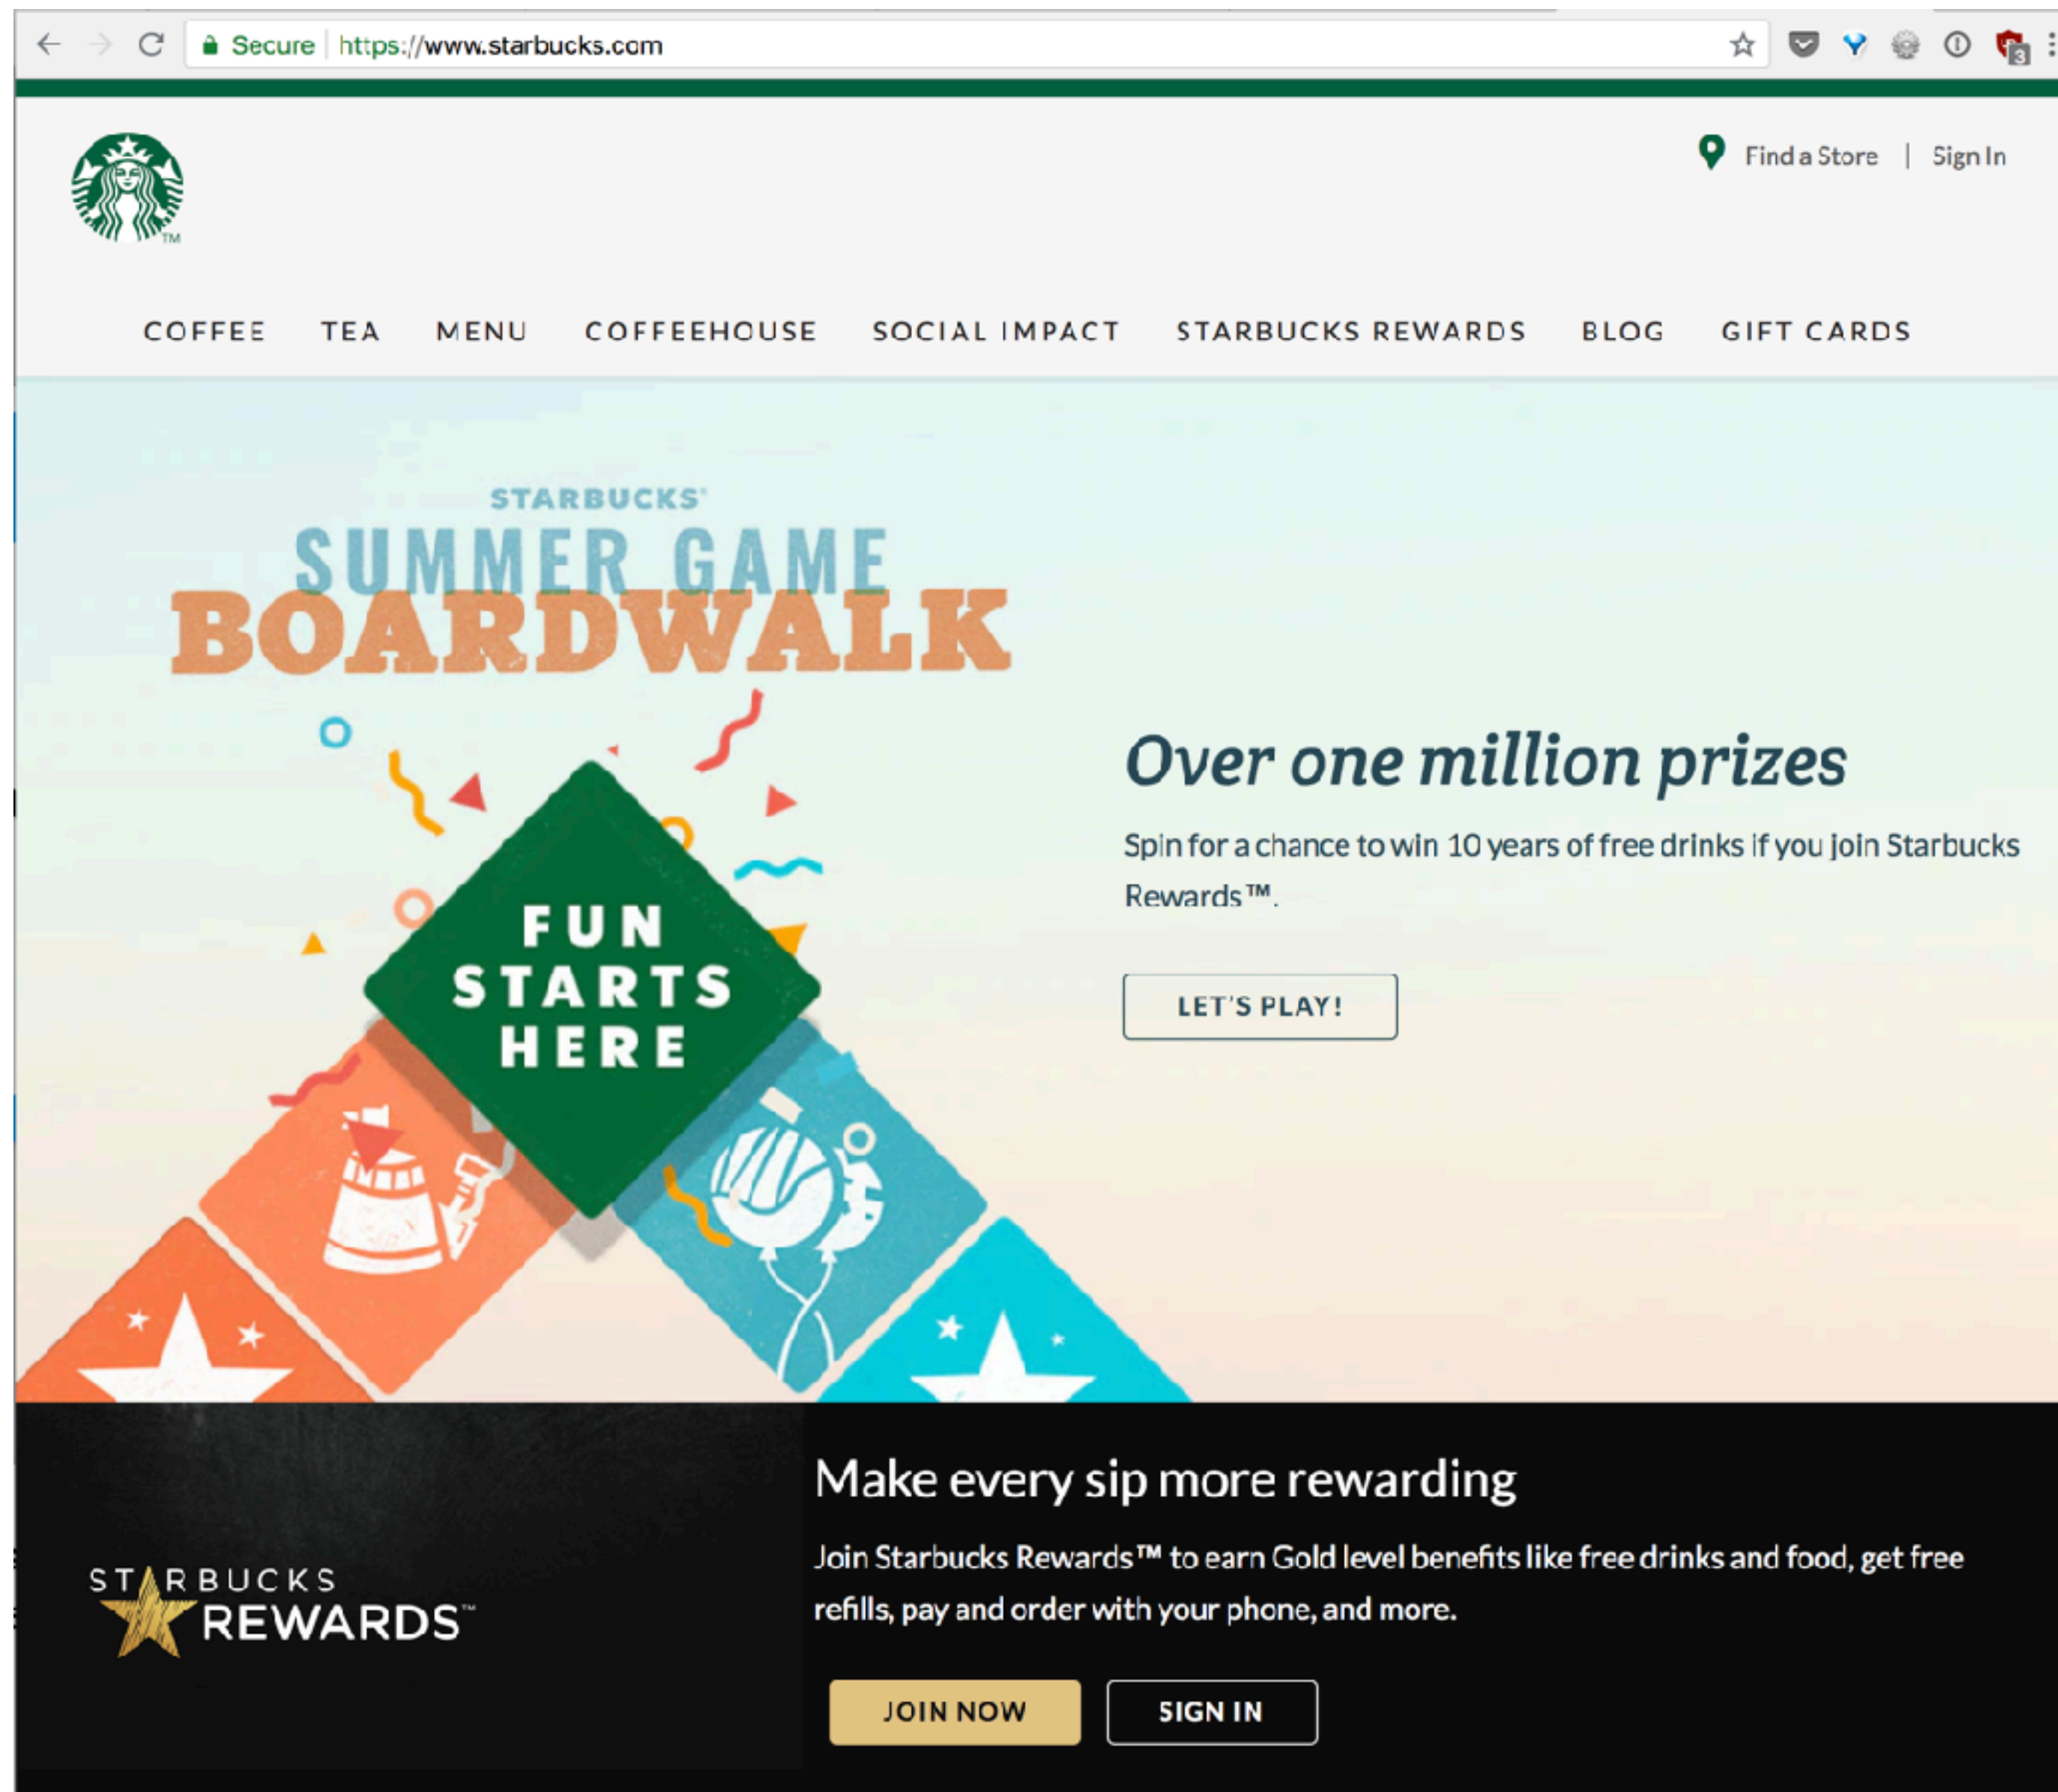 Secure https://www.starbucks.com
3
TM
Find a Store | Sign In
COFFEE TEA MENU COFFEEHOUSE SOCIAL IMPACT STARBUCKS REWARDS BLOG GIFT CARDS
STARBUCKS®
SUMMER GAME
BOARDWALK
FUN
STARTS
HERE
Over one million prizes
Spin for a chance to win 10 years of free drinks if you join Starbucks
Rewards™.
LET'S PLAY!
STARBUCKS
REWARDS™
Make every sip more rewarding
Join Starbucks Rewards™ to earn Gold level benefits like free drinks and food, get free
refills, pay and order with your phone, and more.
JOIN NOW SIGN IN